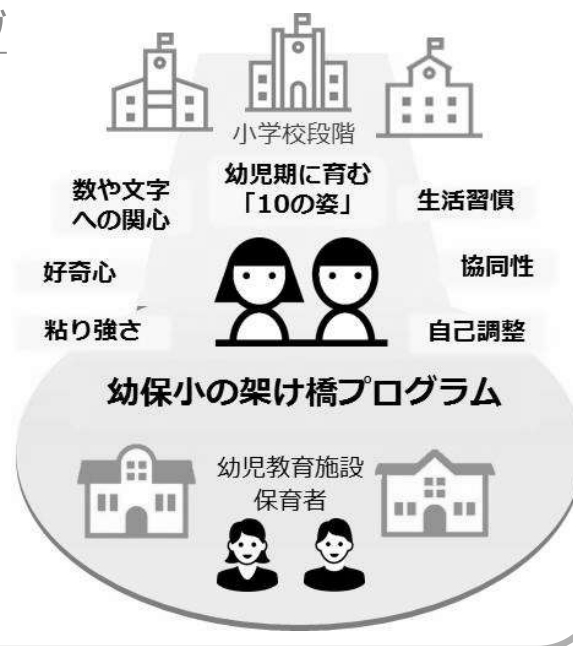 小学校段階
幼児期に育む
「10の姿」
数や文字
への関心
生活習慣
好奇心
協同性
粘り強さ
自己調整
幼保小の架け橋プログラム
幼児教育施設
保育者